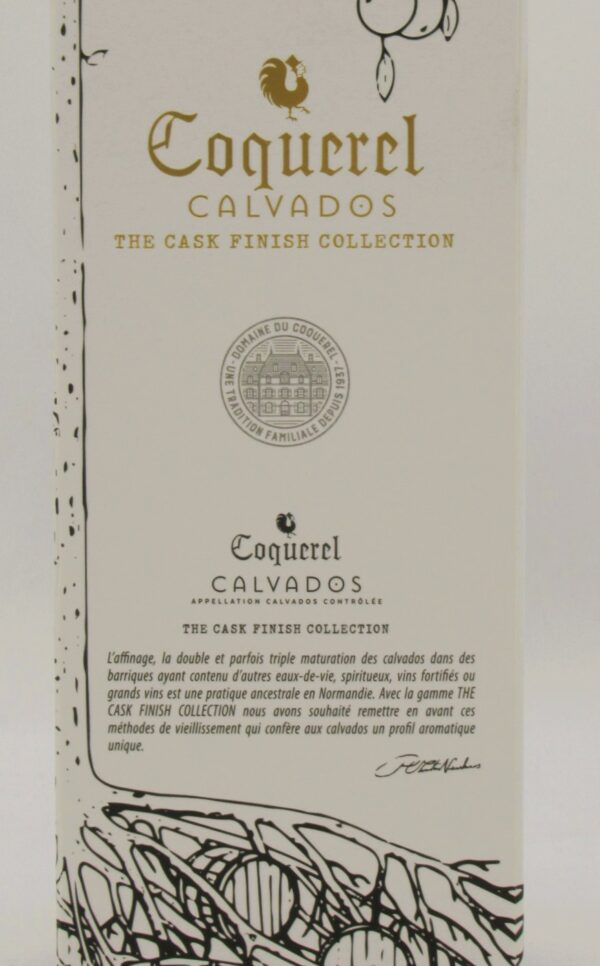 Coquerel
CALVADOS
THE CASK FINISH COLLECTION
DOMAINE DU COQUEREL
UNE TRADITION FAMILIALE DEPUIS 1937
Coquerel
CALVADOS
APPELLATION CALVADOS CONTRÔLÉE
THE CASK FINISH COLLECTION
L'affinage, la double et parfois triple maturation des calvados dans des
barriques ayant contenu d'autres eaux-de-vie, spiritueux, vins fortifiés ou
grands vins est une pratique ancestrale en Normandie. Avec la gamme THE
CASK FINISH COLLECTION nous avons souhaité remettre en avant ces
méthodes de vieillissement qui confère aux calvados un profil aromatique
unique.